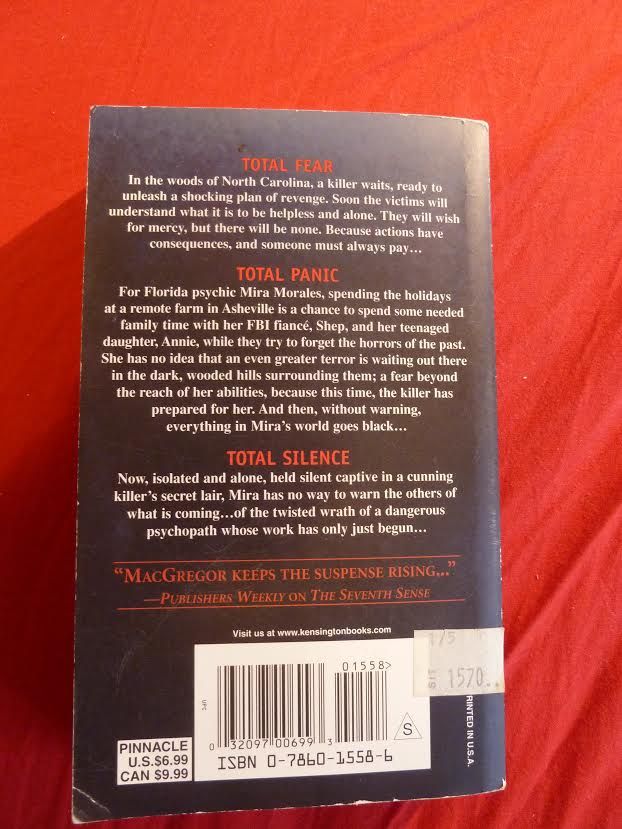 TOTAL FEAR
In the woods of North Carolina, a killer waits, ready to
unleash a shocking plan of revenge. Soon the victims will
understand what it is to be helpless and alone. They will wish
for mercy, but there will be none. Because actions have
consequences, and someone must always pay…
TOTAL PANIC
For Florida psychic Mira Morales, spending the holidays
at a remote farm in Asheville is a chance to spend some needed
family time with her FBI fiancé, Shep, and her teenaged
daughter, Annie, while they try to forget the horrors of the past.
She has no idea that an even greater terror is waiting out there
in the dark, wooded hills surrounding them; a fear beyond
the reach of her abilities, because this time, the killer has
prepared for her. And then, without warning,
everything in Mira's world goes black…
TOTAL SILENCE
Now, isolated and alone, held silent captive in a cunning
killer's secret lair, Mira has no way to warn the others of
what is coming…of the twisted wrath of a dangerous
psychopath whose work has only just begun…
"MACGREGOR KEEPS THE SUSPENSE RISING..."
—PUBLISHERS WEEKLY ON THE SEVENTH SENSE
Visit us at www.kensingtonbooks.com
1/5
1570
01558>
UPC
S
0 32097 00699 3
ISBN 0-7860-1558-6
PINNACLE
U.S.$6.99
CAN $9.99
RINTED IN U.S.A.